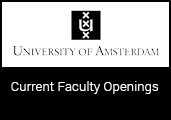 UNIVERSITY OF AMSTERDAM
Current Faculty Openings